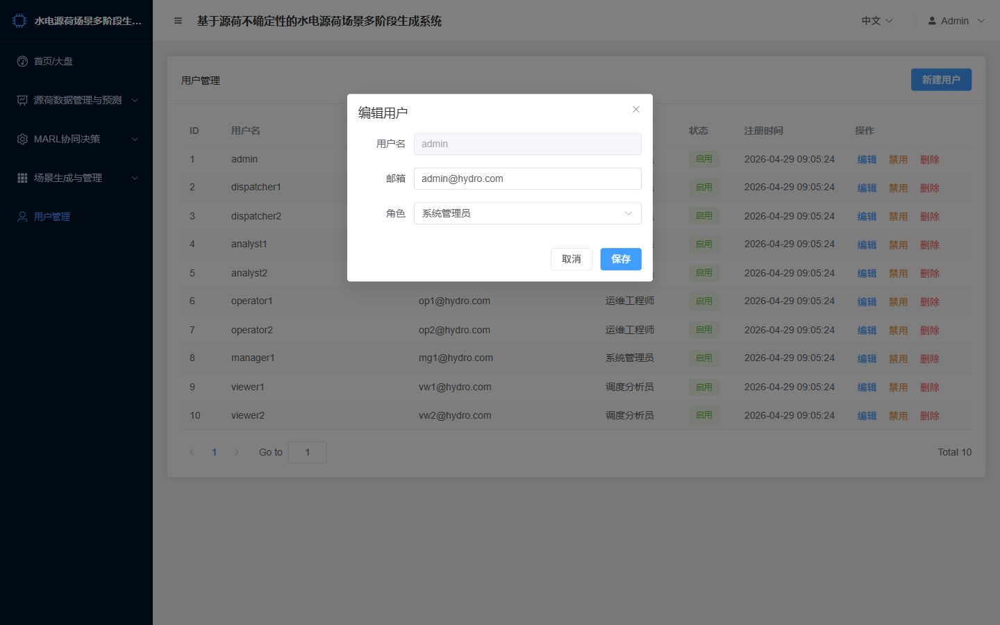 水电源荷场景多阶段生...
基于源荷不确定性的水电源荷场景多阶段生成系统
中文
Admin
首页/大盘
源荷数据管理与预测
MARL协同决策
场景生成与管理
用户管理
用户管理
新建用户
编辑用户
用户名 admin
邮箱 admin@hydro.com
角色 系统管理员
取消 保存
ID 用户名 状态 注册时间 操作
1 admin 启用 2026-04-29 09:05:24 编辑 禁用 删除
2 dispatcher1 启用 2026-04-29 09:05:24 编辑 禁用 删除
3 dispatcher2 启用 2026-04-29 09:05:24 编辑 禁用 删除
4 analyst1 启用 2026-04-29 09:05:24 编辑 禁用 删除
5 analyst2 启用 2026-04-29 09:05:24 编辑 禁用 删除
6 operator1 op1@hydro.com 运维工程师 启用 2026-04-29 09:05:24 编辑 禁用 删除
7 operator2 op2@hydro.com 运维工程师 启用 2026-04-29 09:05:24 编辑 禁用 删除
8 manager1 mg1@hydro.com 系统管理员 启用 2026-04-29 09:05:24 编辑 禁用 删除
9 viewer1 vw1@hydro.com 调度分析员 启用 2026-04-29 09:05:24 编辑 禁用 删除
10 viewer2 vw2@hydro.com 调度分析员 启用 2026-04-29 09:05:24 编辑 禁用 删除
1 Go to 1 Total 10